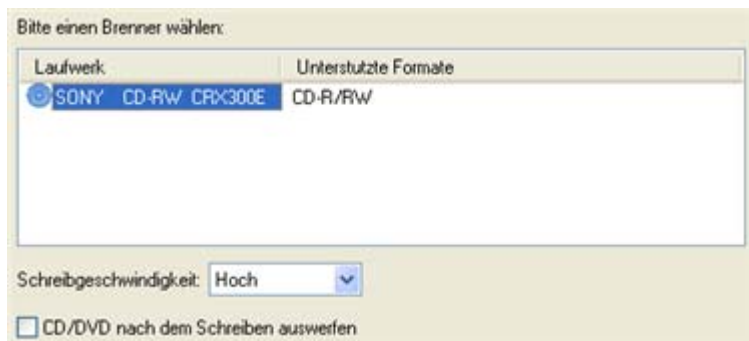 Bitte einen Brenner wählen:
Laufwerk Unterstutzte Formate
SONY CD-RW CRX300E CD-R/RW
Schreibgeschwindigkeit: Hoch
CD/DVD nach dem Schreiben auswerfen